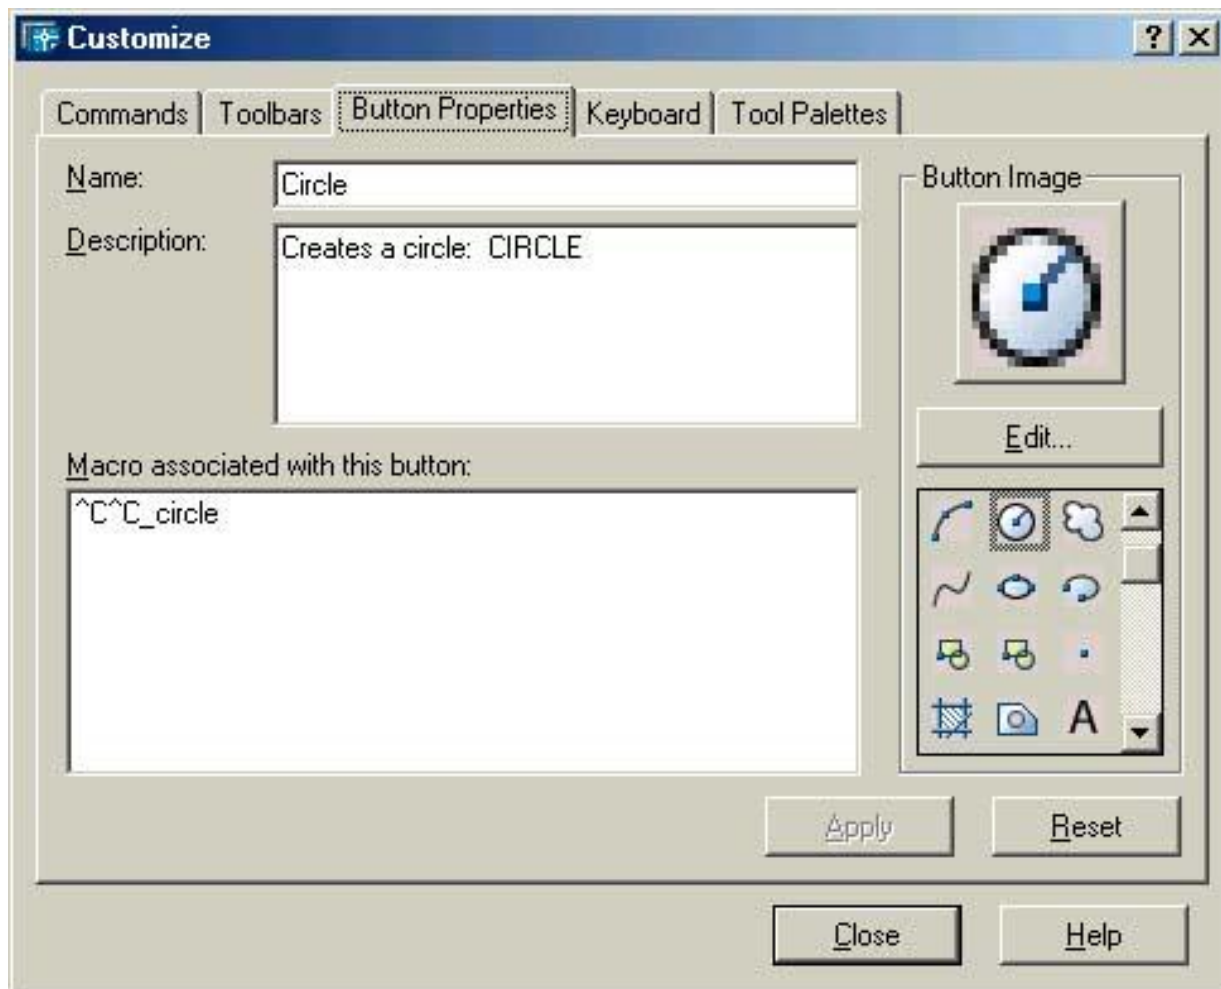 Customize
Commands Toolbars Button Properties Keyboard Tool Palettes
Name:
Circle
Button Image
Description:
Creates a circle:  CIRCLE
Edit...
Macro associated with this button:
^C^C_circle
A
Apply
Reset
Close
Help